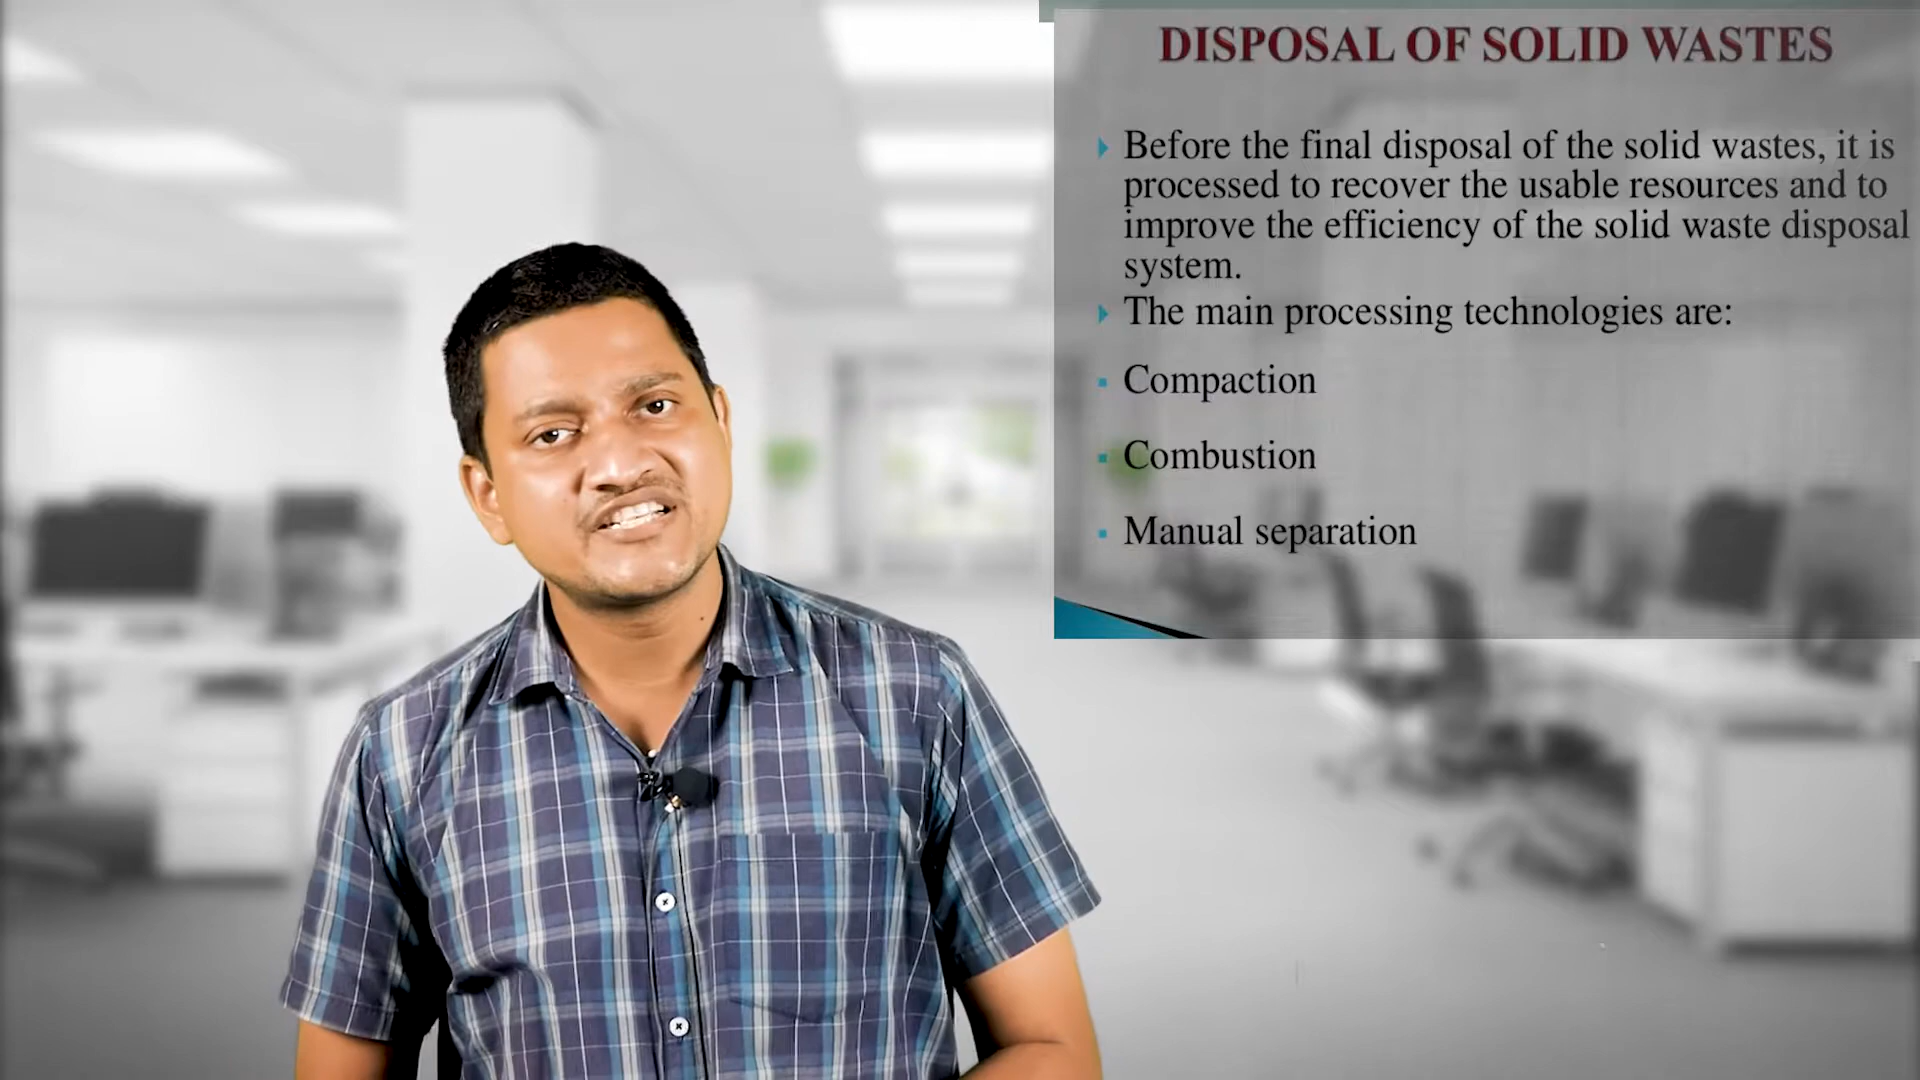 DISPOSAL OF SOLID WASTES
Before the final disposal of the solid wastes, it is
processed to recover the usable resources and to
improve the efficiency of the solid waste disposal
system.
The main processing technologies are:
Compaction
Combustion
Manual separation